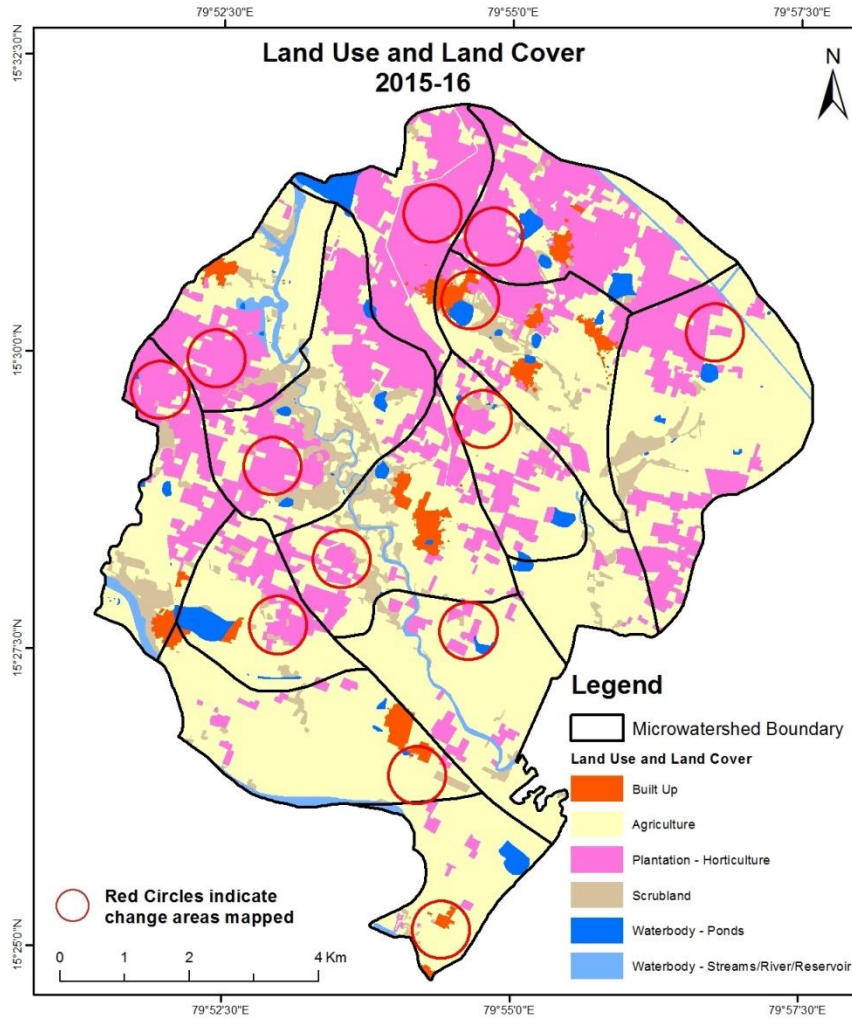 79°52'30"E 79°55'0"E 79°57'30"E
15°32'30"N
Land Use and Land Cover
2015-16
N
15°30'0"N
15°27'30"N
Legend
Microwatershed Boundary
Land Use and Land Cover
Built Up
Agriculture
Plantation - Horticulture
Scrubland
Waterbody - Ponds
Waterbody - Streams/River/Reservoir
Red Circles indicate
change areas mapped
15°25'0"N
0 1 2 4 Km
79°52'30"E 79°55'0"E 79°57'30"E